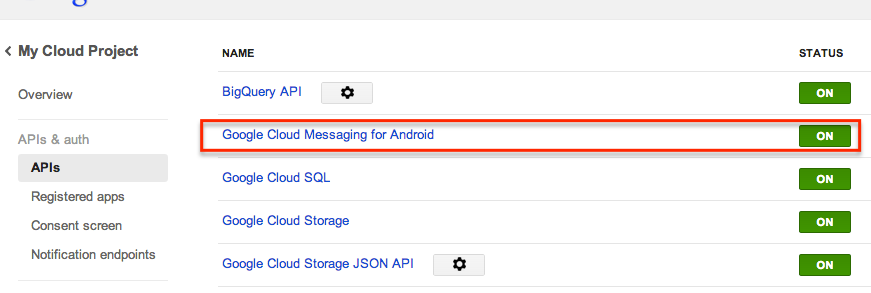 My Cloud Project
Overview
APIs & auth
APIs
Registered apps
Consent screen
Notification endpoints
NAME STATUS
BigQuery API ON
Google Cloud Messaging for Android ON
Google Cloud SQL ON
Google Cloud Storage ON
Google Cloud Storage JSON API ON